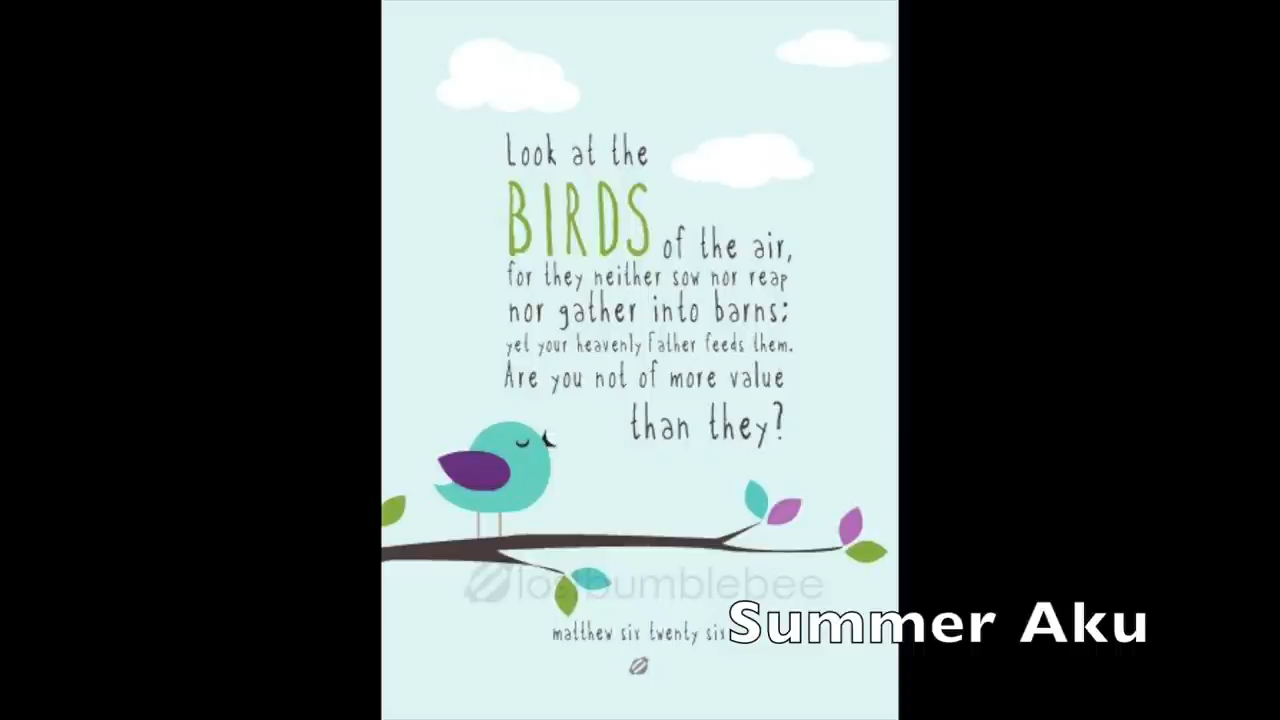 Look at the
BIRDS of the air,
for they neither sow nor reap
nor gather into barns;
yet your heavenly Father feeds them.
Are you not of more value
than they?
lostbumblebee
matthew six twenty six
Summer Aku